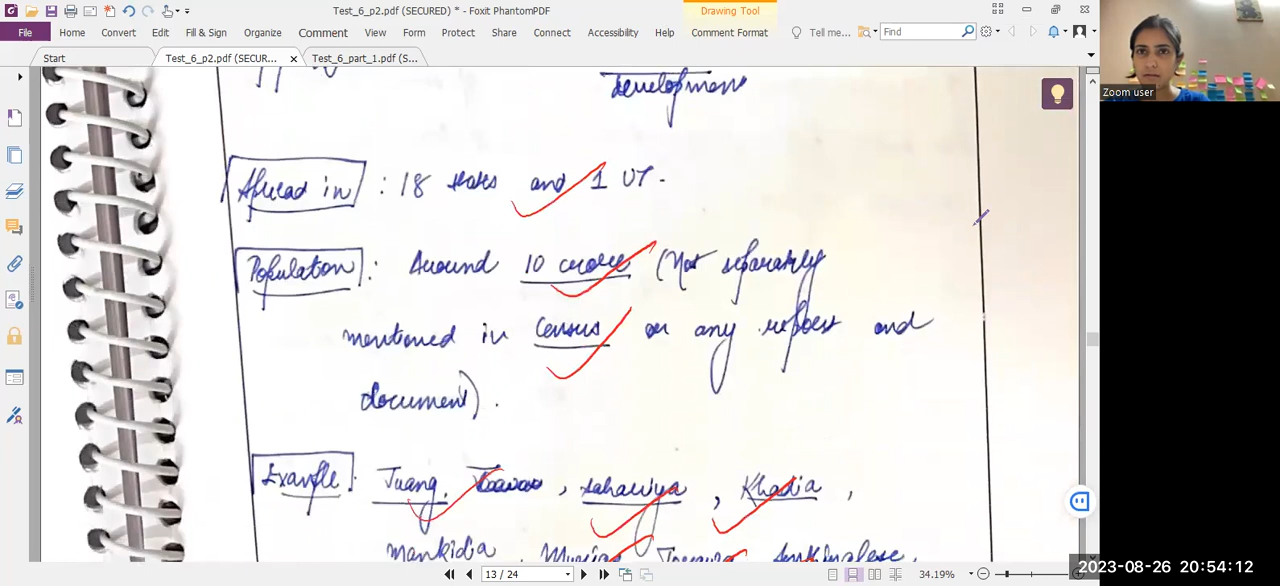 Test_6_p2.pdf (SECURED) * - Foxit PhantomPDF
Drawing Tool
File Home Convert Edit Fill & Sign Organize Comment View Form Protect Share Connect Accessibility Help Comment Format Tell me... Find
Start Test_6_p2.pdf (SECUR... Test_6_part_1.pdf (S...
Zoom user
Development
Spread in : 18 states and 1 UT.
Population : Around 10 crore (Not separately
mentioned in Census or any report and
document).
Example : Juang, Sahariya, Khadia,
Mankidia,
13 / 24
34.19%
2023-08-26 20:54:12